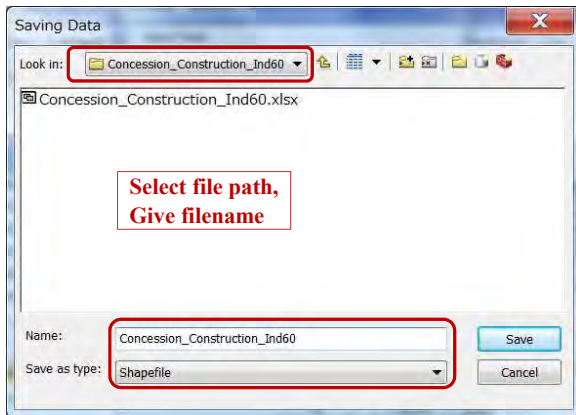 Saving Data
Look in: Concession_Construction_Ind60
Concession_Construction_Ind60.xlsx
Select file path,
Give filename
Name: Concession_Construction_Ind60 Save
Save as type: Shapefile Cancel